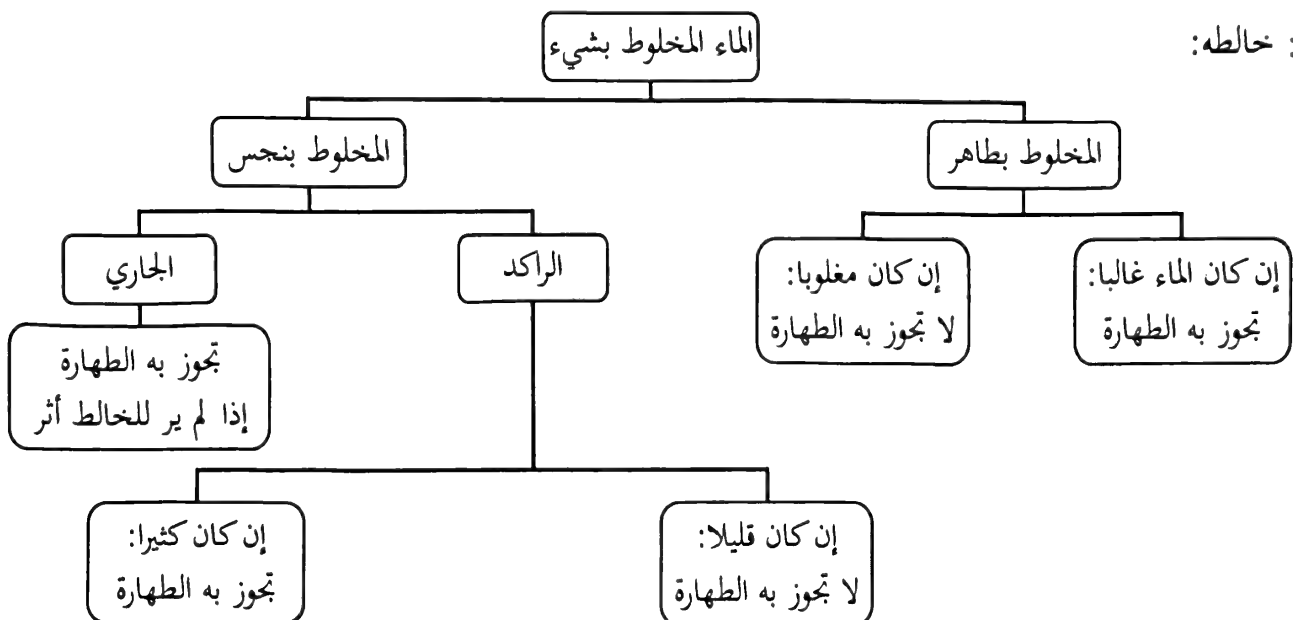 : خالطه:
الماء المخلوط بشيء
المخلوط بطاهر
المخلوط بنجس
إن كان الماء غالبا:
تجوز به الطهارة
إن كان مغلوبا:
لا تجوز به الطهارة
الراكد
الجاري
تجوز به الطهارة
إذا لم ير للخالط أثر
إن كان قليلا:
لا تجوز به الطهارة
إن كان كثيرا:
تجوز به الطهارة